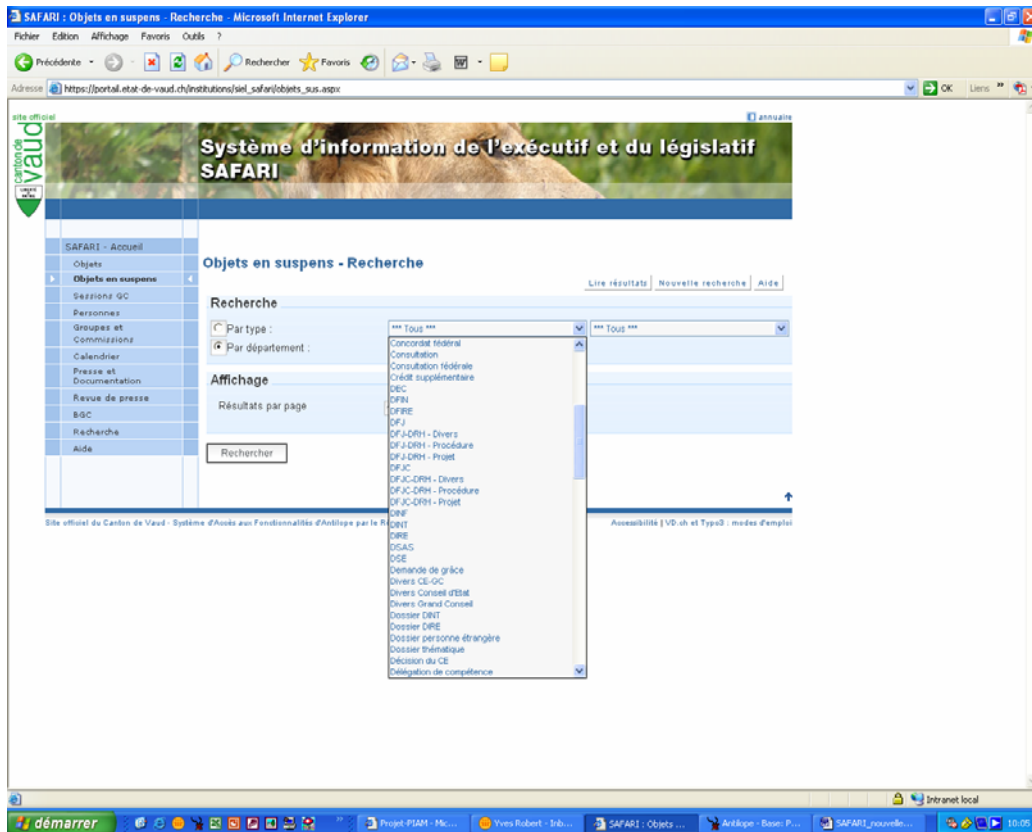 SAFARI : Objets en suspens - Recherche - Microsoft Internet Explorer
Fichier Edition Affichage Favoris Outils ?
Précédente Rechercher Favoris
Adresse https://portail.etat-de-vaud.ch/institutions/siel_safari/objets_sus.aspx OK Liens
site officiel annuaire
canton de vaud
Système d'information de l'exécutif et du législatif
SAFARI
SAFARI - Accueil
Objets
Objets en suspens
Sessions GC
Personnes
Groupes et
Commissions
Calendrier
Presse et
Documentation
Revue de presse
BGC
Recherche
Aide
Objets en suspens - Recherche
Lire résultats Nouvelle recherche Aide
Recherche
Par type : *** Tous *** *** Tous ***
Par département :
Affichage
Résultats par page
Rechercher
Concordat fédéral
Consultation
Consultation fédérale
Crédit supplémentaire
DEC
DFIN
DFIRE
DFJ
DFJ-DRH - Divers
DFJ-DRH - Procédure
DFJ-DRH - Projet
DFJC
DFJC-DRH - Divers
DFJC-DRH - Procédure
DFJC-DRH - Projet
DINF
DINT
DIRE
DSAS
DSE
Demande de grâce
Divers CE-GC
Divers Conseil d'Etat
Divers Grand Conseil
Dossier DINT
Dossier DIRE
Dossier personne étrangère
Dossier thématique
Décision du CE
Délégation de compétence
Site officiel du Canton de Vaud - Système d'Accès aux Fonctionnalités d'Antilope par le R
Accessibilité | VD.ch et Typo3 : modes d'emploi
Intranet local
démarrer Projet-PIAM - Mic... Yves Robert - Inb... SAFARI : Objets ... Antilope - Base: P... SAFARI_nouvelle... 10:05